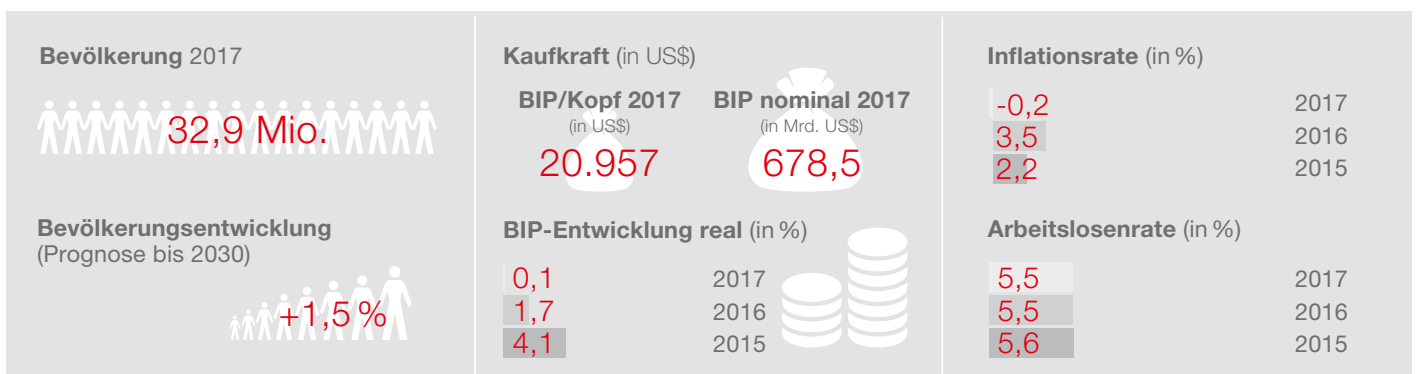 Bevölkerung 2017
32,9 Mio.
Bevölkerungsentwicklung
(Prognose bis 2030)
+1,5 %
Kaufkraft (in US$)
BIP/Kopf 2017
(in US$)
20.957
BIP nominal 2017
(in Mrd. US$)
678,5
BIP-Entwicklung real (in %)
0,1 2017
1,7 2016
4,1 2015
Inflationsrate (in %)
-0,2 2017
3,5 2016
2,2 2015
Arbeitslosenrate (in %)
5,5 2017
5,5 2016
5,6 2015